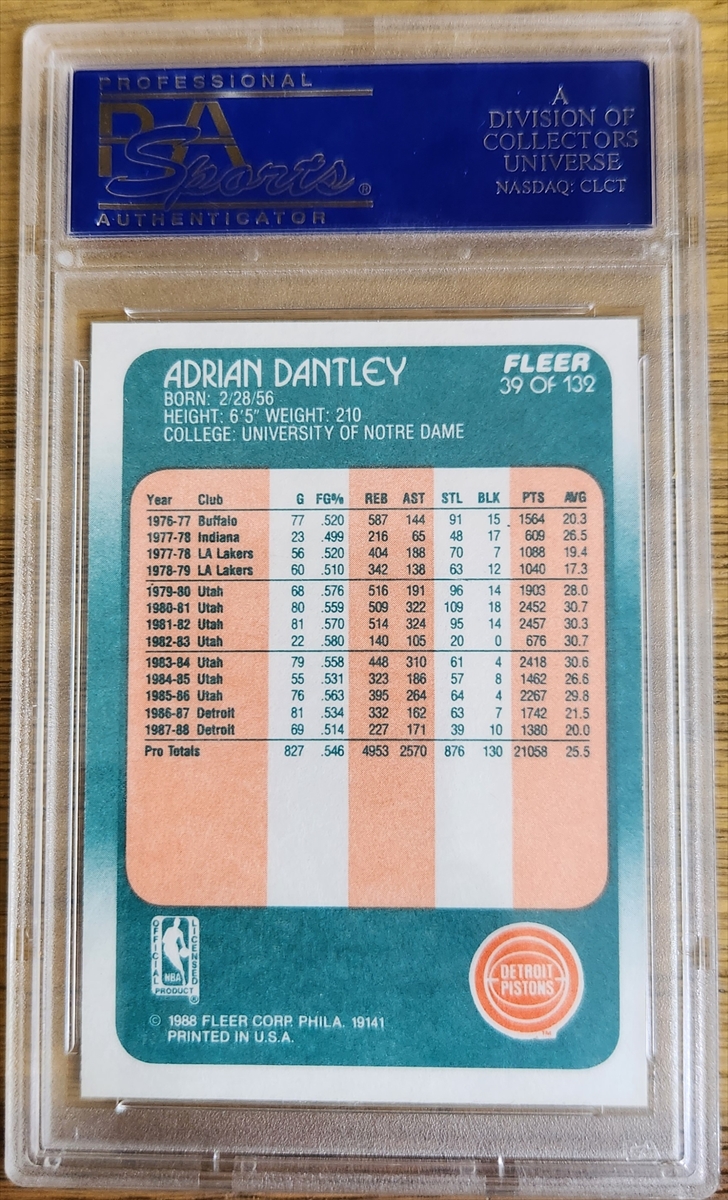 PROFESSIONAL
PSA
Sports®
AUTHENTICATOR
A
DIVISION OF
COLLECTORS
UNIVERSE
NASDAQ: CLCT
ADRIAN DANTLEY
FLEER
39 OF 132
BORN: 2/28/56
HEIGHT: 6'5" WEIGHT: 210
COLLEGE: UNIVERSITY OF NOTRE DAME
Year Club G FG% REB AST STL BLK PTS AVG
1976-77 Buffalo 77 .520 587 144 91 15 1564 20.3
1977-78 Indiana 23 .499 216 65 48 17 609 26.5
1977-78 LA Lakers 56 .520 404 188 70 7 1088 19.4
1978-79 LA Lakers 60 .510 342 138 63 12 1040 17.3
1979-80 Utah 68 .576 516 191 96 14 1903 28.0
1980-81 Utah 80 .559 509 322 109 18 2452 30.7
1981-82 Utah 81 .570 514 324 95 14 2457 30.3
1982-83 Utah 22 .580 140 105 20 0 676 30.7
1983-84 Utah 79 .558 448 310 61 4 2418 30.6
1984-85 Utah 55 .531 323 186 57 8 1462 26.6
1985-86 Utah 76 .563 395 264 64 4 2267 29.8
1986-87 Detroit 81 .534 332 162 63 7 1742 21.5
1987-88 Detroit 69 .514 227 171 39 10 1380 20.0
Pro Totals 827 .546 4953 2570 876 130 21058 25.5
OFFICIAL
LICENSED
NBA
PRODUCT
®
DETROIT
PISTONS
TM
© 1988 FLEER CORP. PHILA. 19141
PRINTED IN U.S.A.